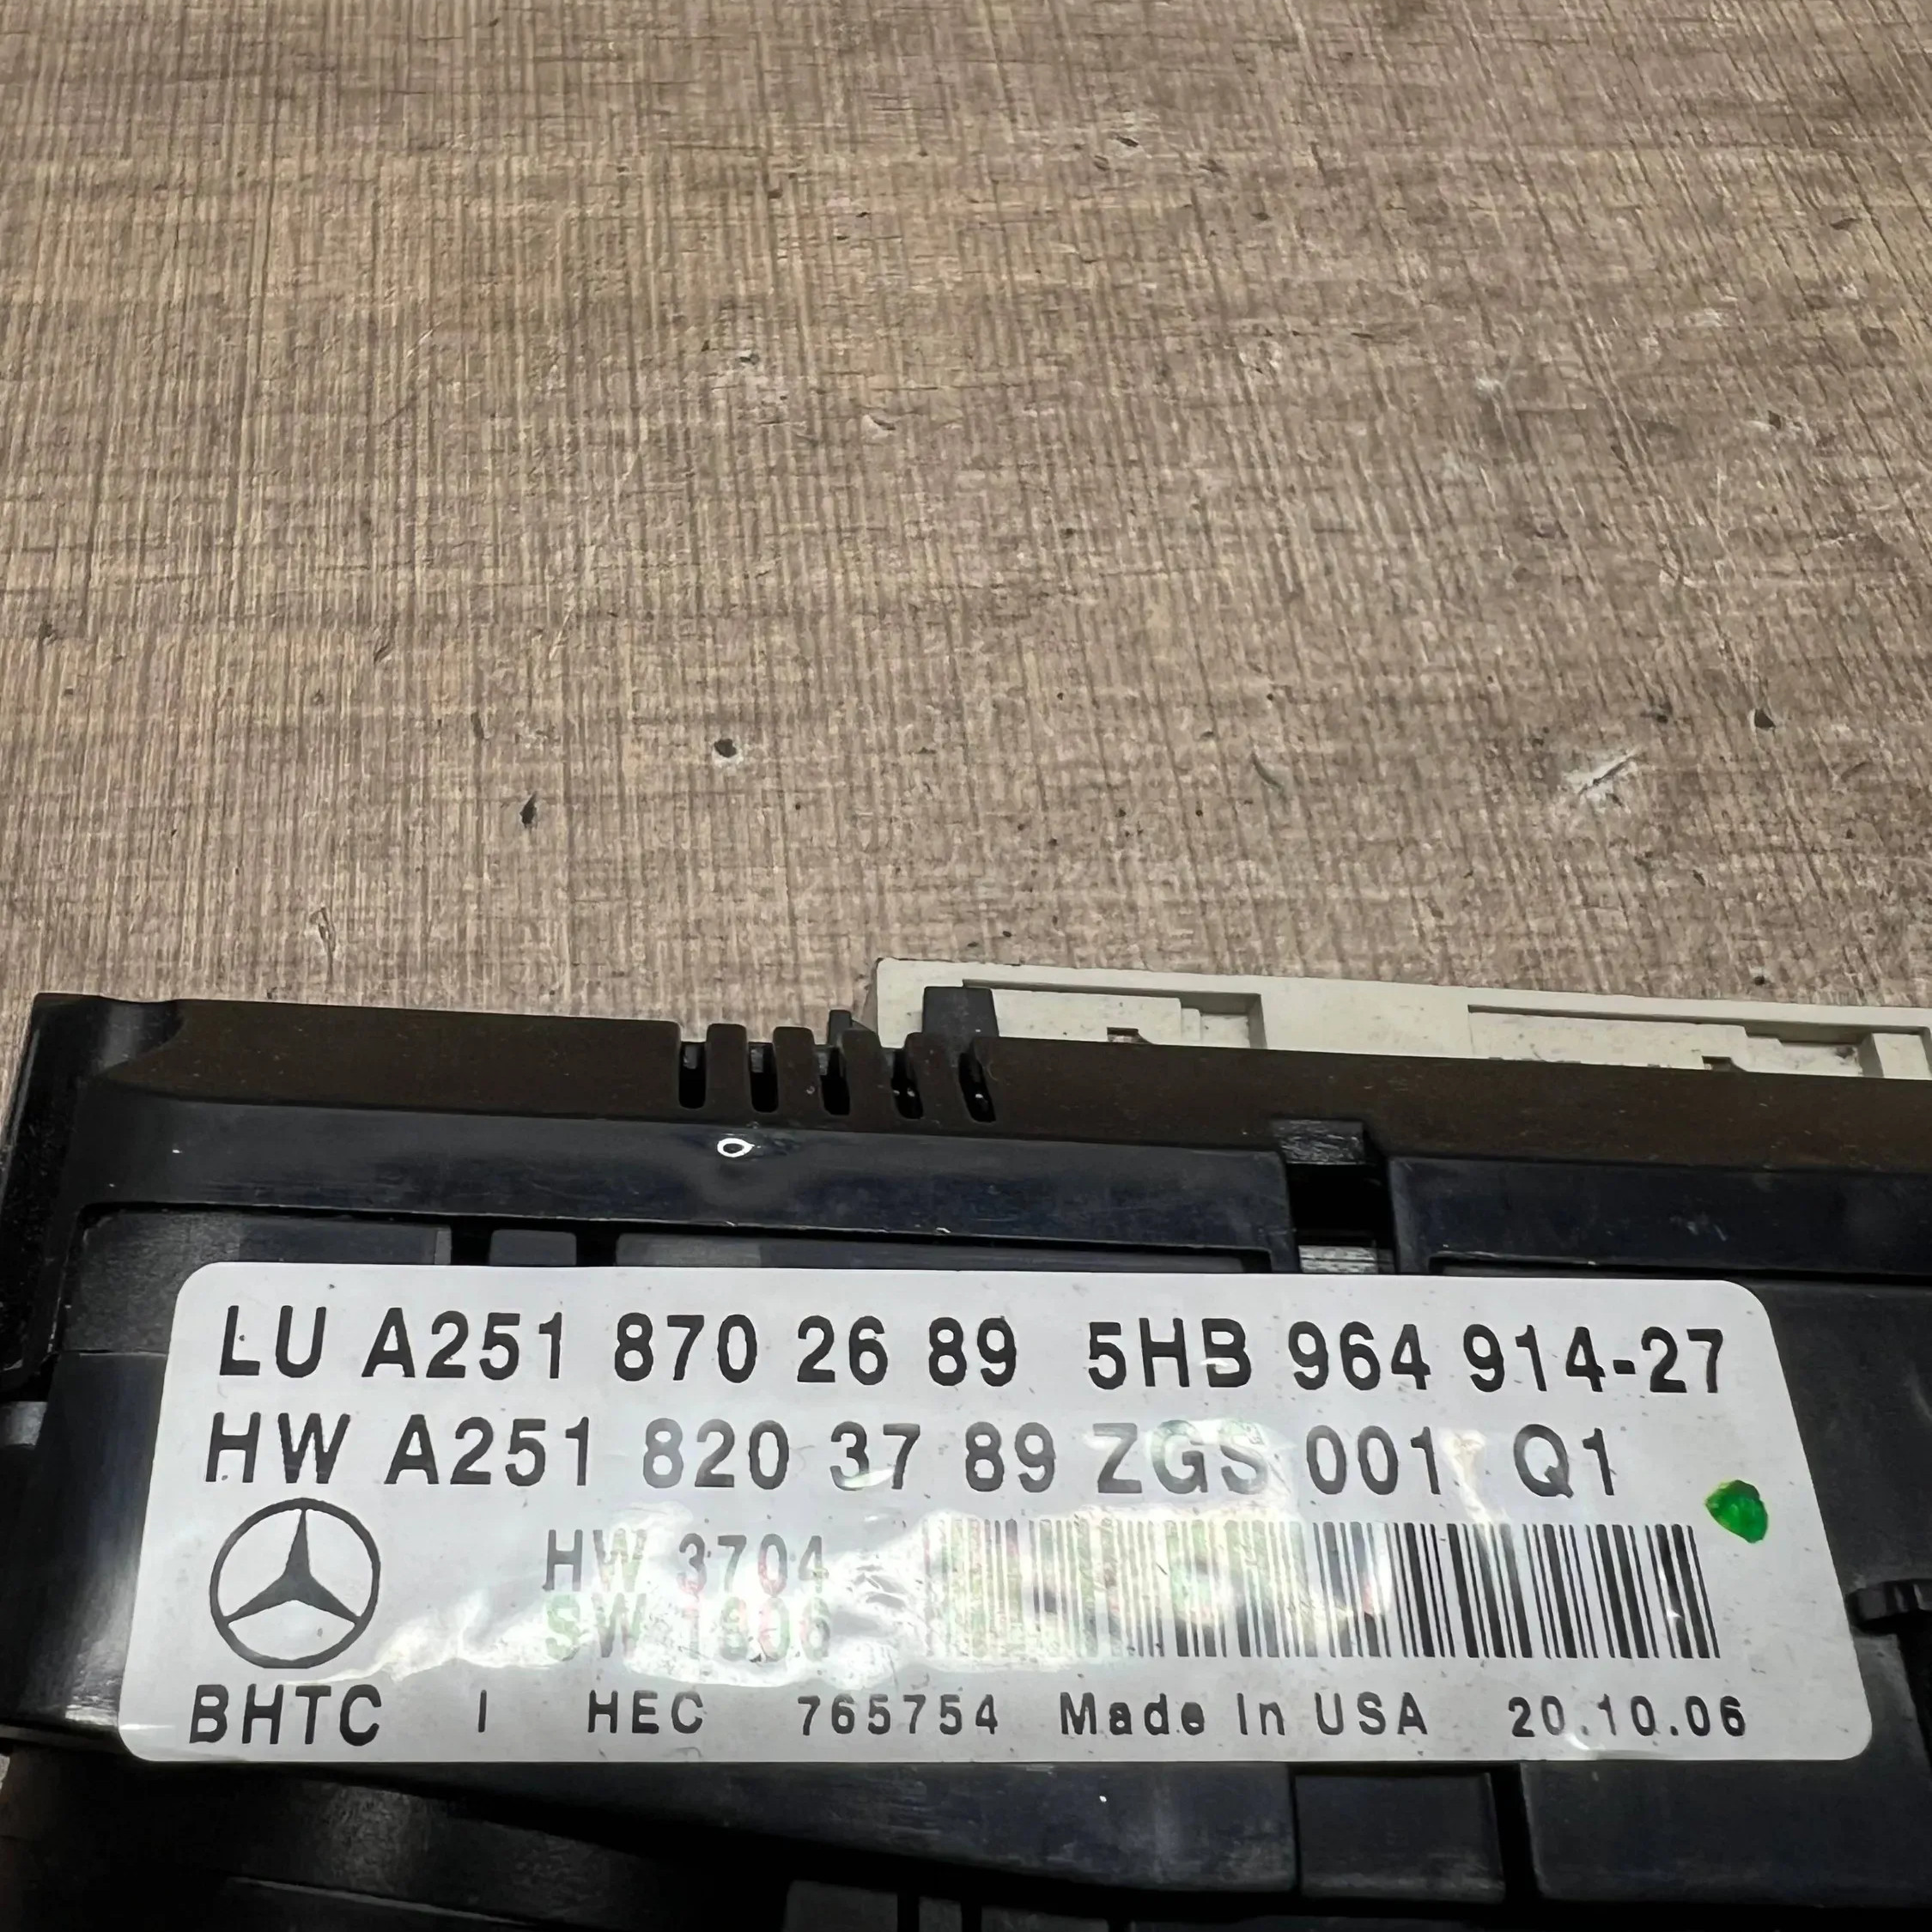 LU A251 870 26 89 5HB 964 914-27
HW A251 820 37 89 ZGS 001 Q1
HW 3704
SW 1806
BHTC I HEC 765754 Made In USA 20.10.06